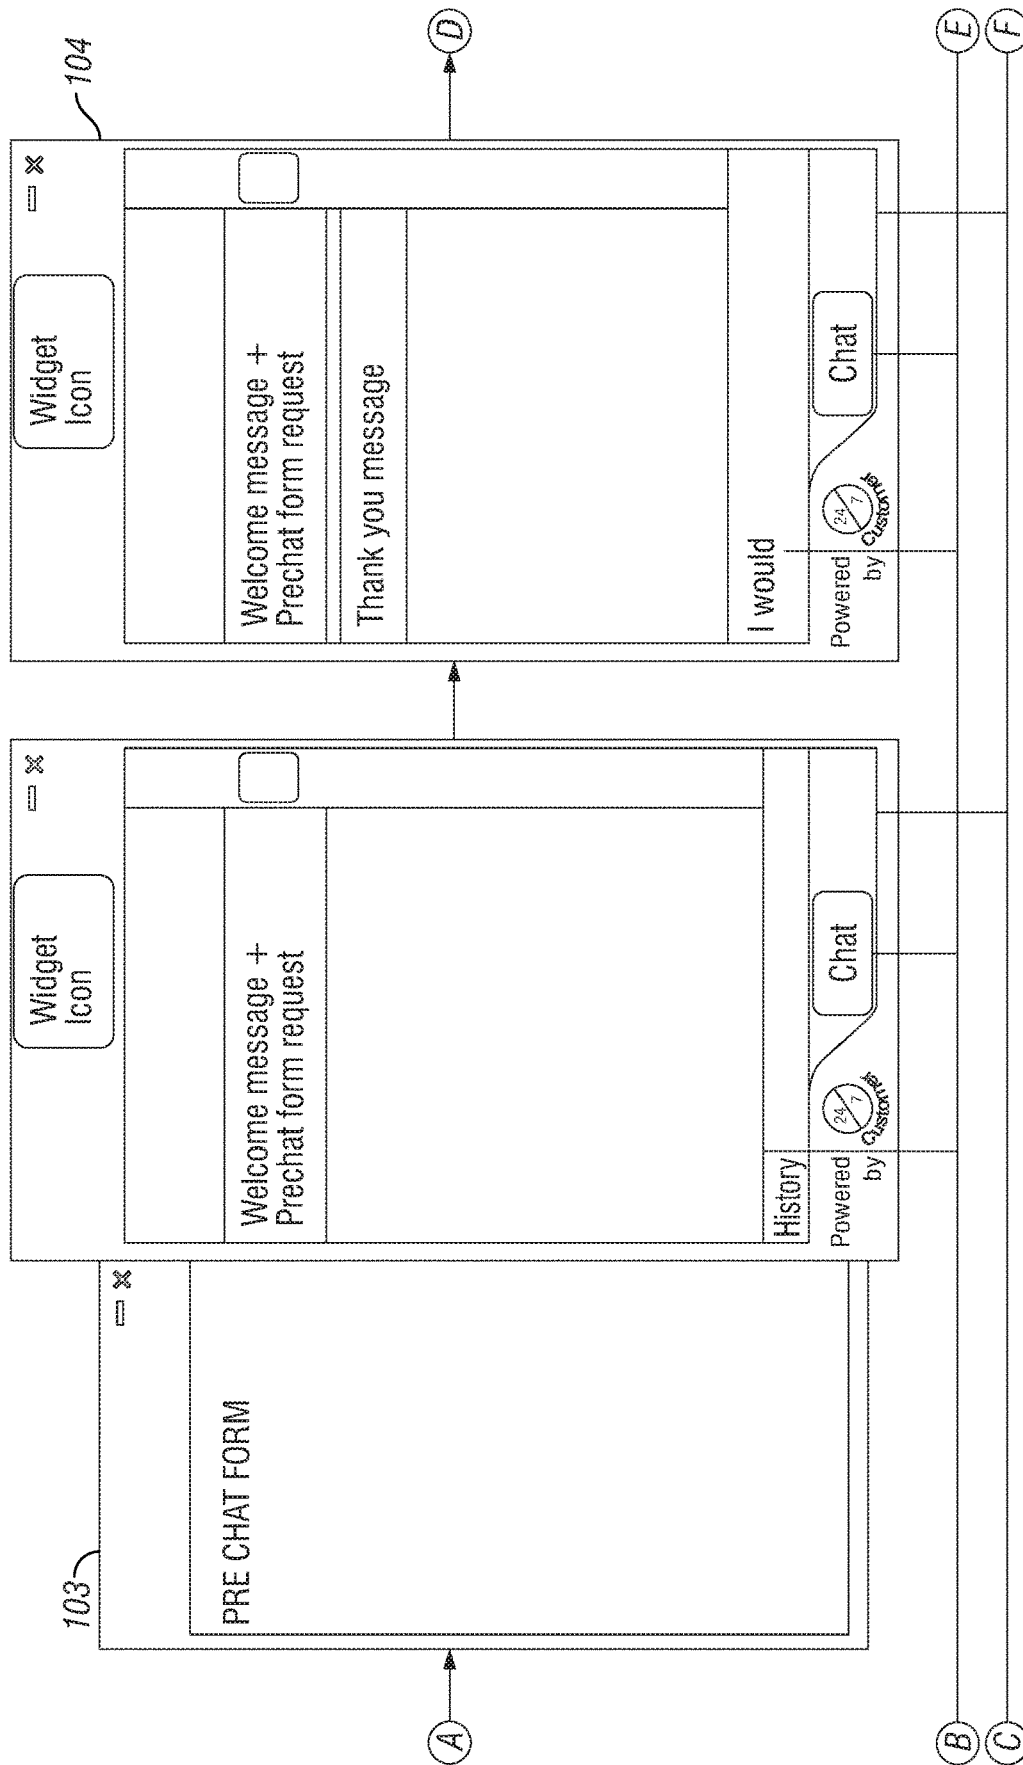 A
103
PRE CHAT FORM
Widget
Icon
Welcome message +
Prechat form request
History
Powered
by
24
7
Customer
Chat
104
Widget
Icon
Welcome message +
Prechat form request
Thank you message
I would
Powered
by
24
7
Customer
Chat
D
B
E
C
F